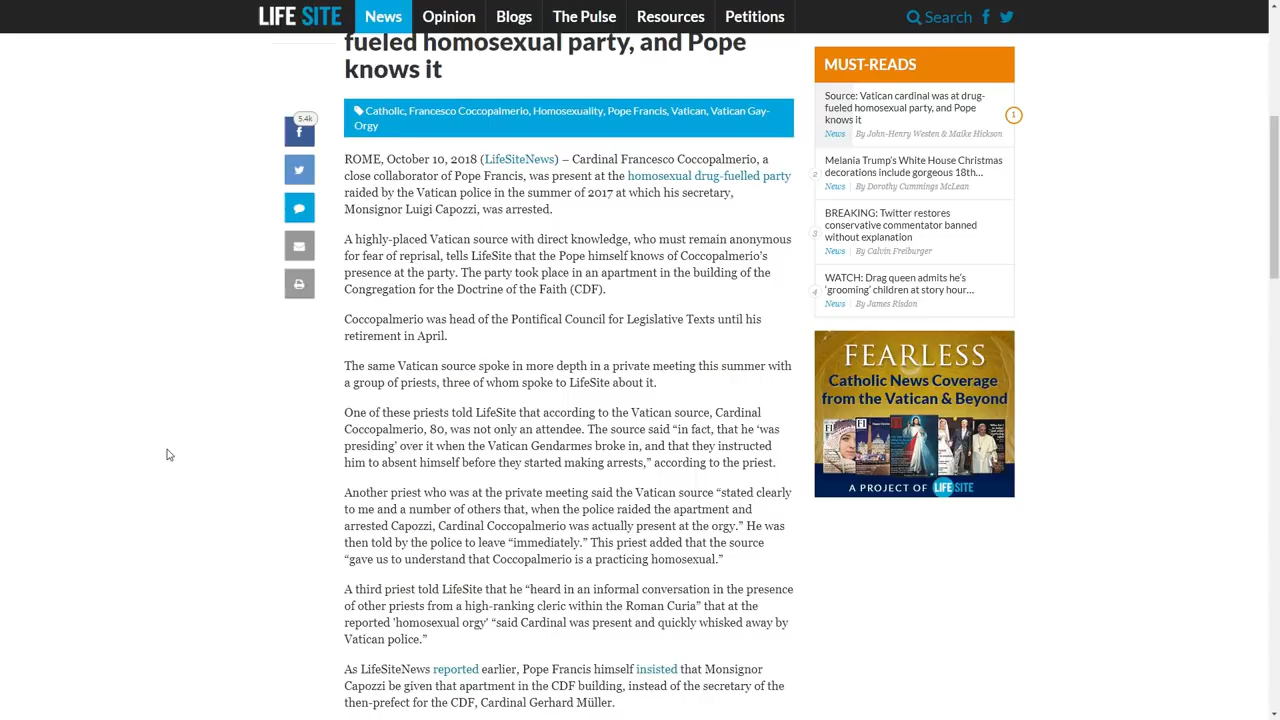 LIFE SITE
News
Opinion
Blogs
The Pulse
Resources
Petitions
Search
fueled homosexual party, and Pope
knows it
Catholic, Francesco Coccopalmerio, Homosexuality, Pope Francis, Vatican, Vatican Gay-
Orgy
5.4k
ROME, October 10, 2018 (LifeSiteNews) – Cardinal Francesco Coccopalmerio, a
close collaborator of Pope Francis, was present at the homosexual drug-fuelled party
raided by the Vatican police in the summer of 2017 at which his secretary,
Monsignor Luigi Capozzi, was arrested.
A highly-placed Vatican source with direct knowledge, who must remain anonymous
for fear of reprisal, tells LifeSite that the Pope himself knows of Coccopalmerio's
presence at the party. The party took place in an apartment in the building of the
Congregation for the Doctrine of the Faith (CDF).
Coccopalmerio was head of the Pontifical Council for Legislative Texts until his
retirement in April.
The same Vatican source spoke in more depth in a private meeting this summer with
a group of priests, three of whom spoke to LifeSite about it.
One of these priests told LifeSite that according to the Vatican source, Cardinal
Coccopalmerio, 80, was not only an attendee. The source said “in fact, that he ‘was
presiding’ over it when the Vatican Gendarmes broke in, and that they instructed
him to absent himself before they started making arrests,” according to the priest.
Another priest who was at the private meeting said the Vatican source “stated clearly
to me and a number of others that, when the police raided the apartment and
arrested Capozzi, Cardinal Coccopalmerio was actually present at the orgy.” He was
then told by the police to leave “immediately.” This priest added that the source
“gave us to understand that Coccopalmerio is a practicing homosexual.”
A third priest told LifeSite that he “heard in an informal conversation in the presence
of other priests from a high-ranking cleric within the Roman Curia” that at the
reported 'homosexual orgy' “said Cardinal was present and quickly whisked away by
Vatican police.”
As LifeSiteNews reported earlier, Pope Francis himself insisted that Monsignor
Capozzi be given that apartment in the CDF building, instead of the secretary of the
then-prefect for the CDF, Cardinal Gerhard Müller.
MUST-READS
Source: Vatican cardinal was at drug-
fueled homosexual party, and Pope
knows it
1
News | By John-Henry Westen & Maike Hickson
Melania Trump’s White House Christmas
decorations include gorgeous 18th…
2
News | By Dorothy Cummings McLean
BREAKING: Twitter restores
conservative commentator banned
without explanation
3
News | By Calvin Freiburger
WATCH: Drag queen admits he’s
‘grooming’ children at story hour…
4
News | By James Risdon
FEARLESS
Catholic News Coverage
from the Vatican & Beyond
A PROJECT OF LIFE SITE